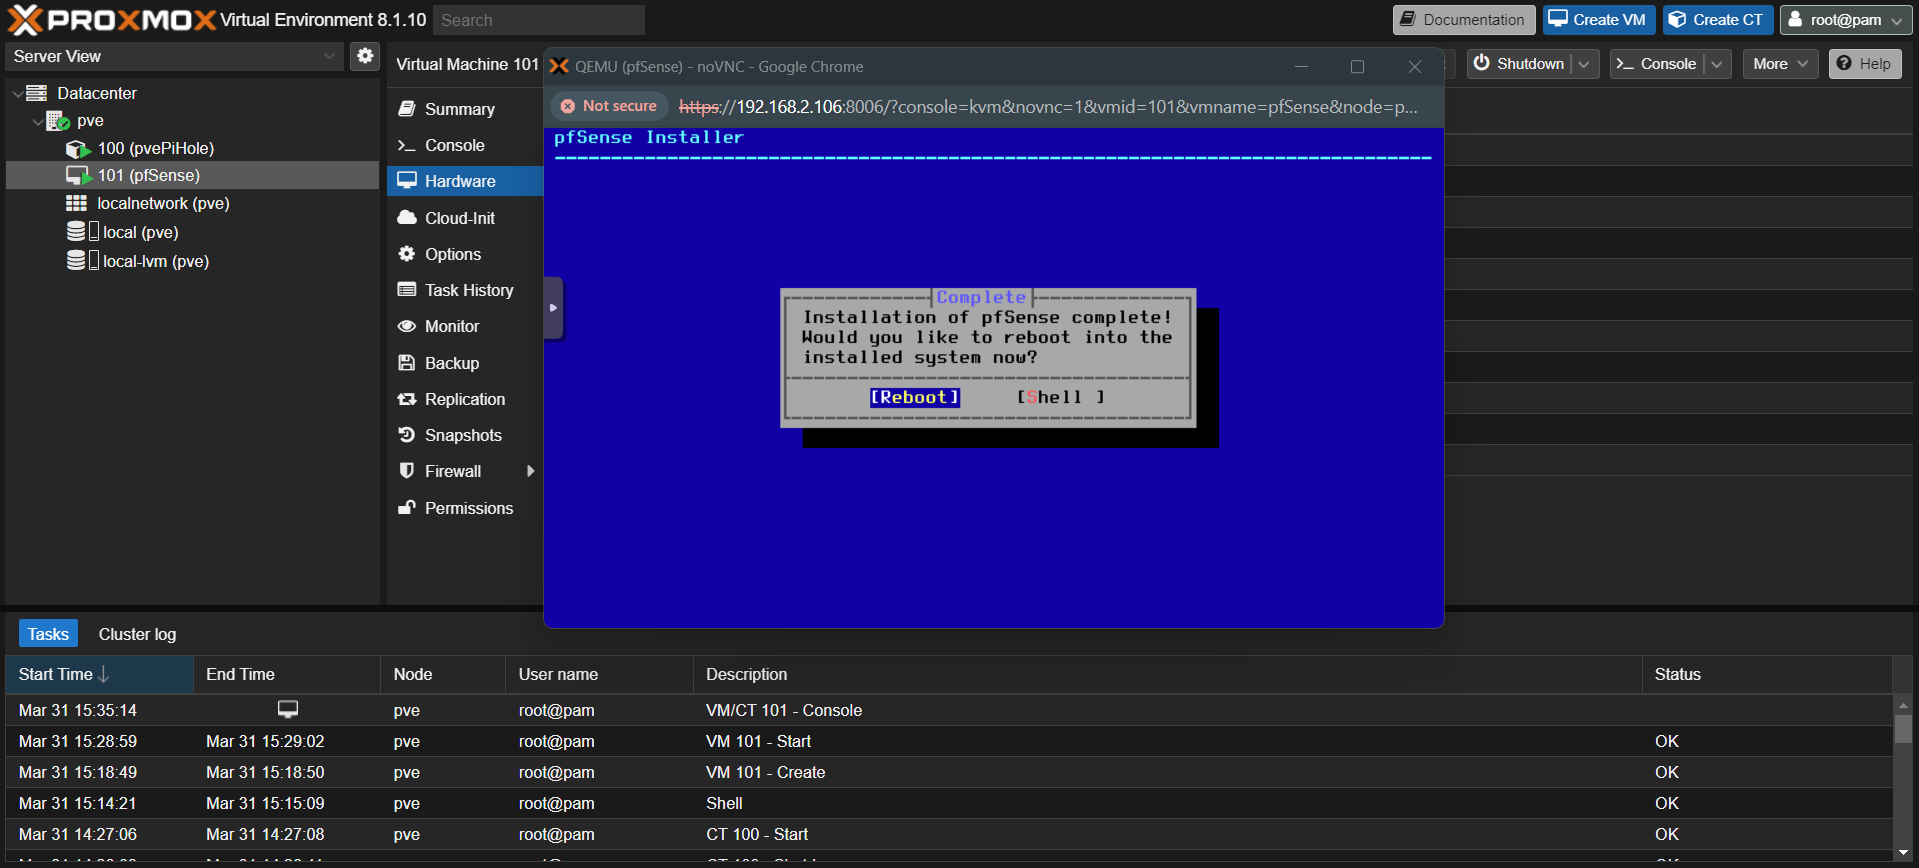 PROXMOX Virtual Environment 8.1.10 Search Documentation Create VM Create CT root@pam
Server View
Datacenter
pve
100 (pvePiHole)
101 (pfSense)
localnetwork (pve)
local (pve)
local-lvm (pve)
Virtual Machine 101
Shutdown Console More Help
Summary
Console
Hardware
Cloud-Init
Options
Task History
Monitor
Backup
Replication
Snapshots
Firewall
Permissions
QEMU (pfSense) - noVNC - Google Chrome
Not secure https://192.168.2.106:8006/?console=kvm&novnc=1&vmid=101&vmname=pfSense&node=p...
pfSense Installer
Complete
Installation of pfSense complete!
Would you like to reboot into the
installed system now?
[Reboot] [Shell ]
Tasks Cluster log
Start Time End Time Node User name Description Status
Mar 31 15:35:14 pve root@pam VM/CT 101 - Console
Mar 31 15:28:59 Mar 31 15:29:02 pve root@pam VM 101 - Start OK
Mar 31 15:18:49 Mar 31 15:18:50 pve root@pam VM 101 - Create OK
Mar 31 15:14:21 Mar 31 15:15:09 pve root@pam Shell OK
Mar 31 14:27:06 Mar 31 14:27:08 pve root@pam CT 100 - Start OK